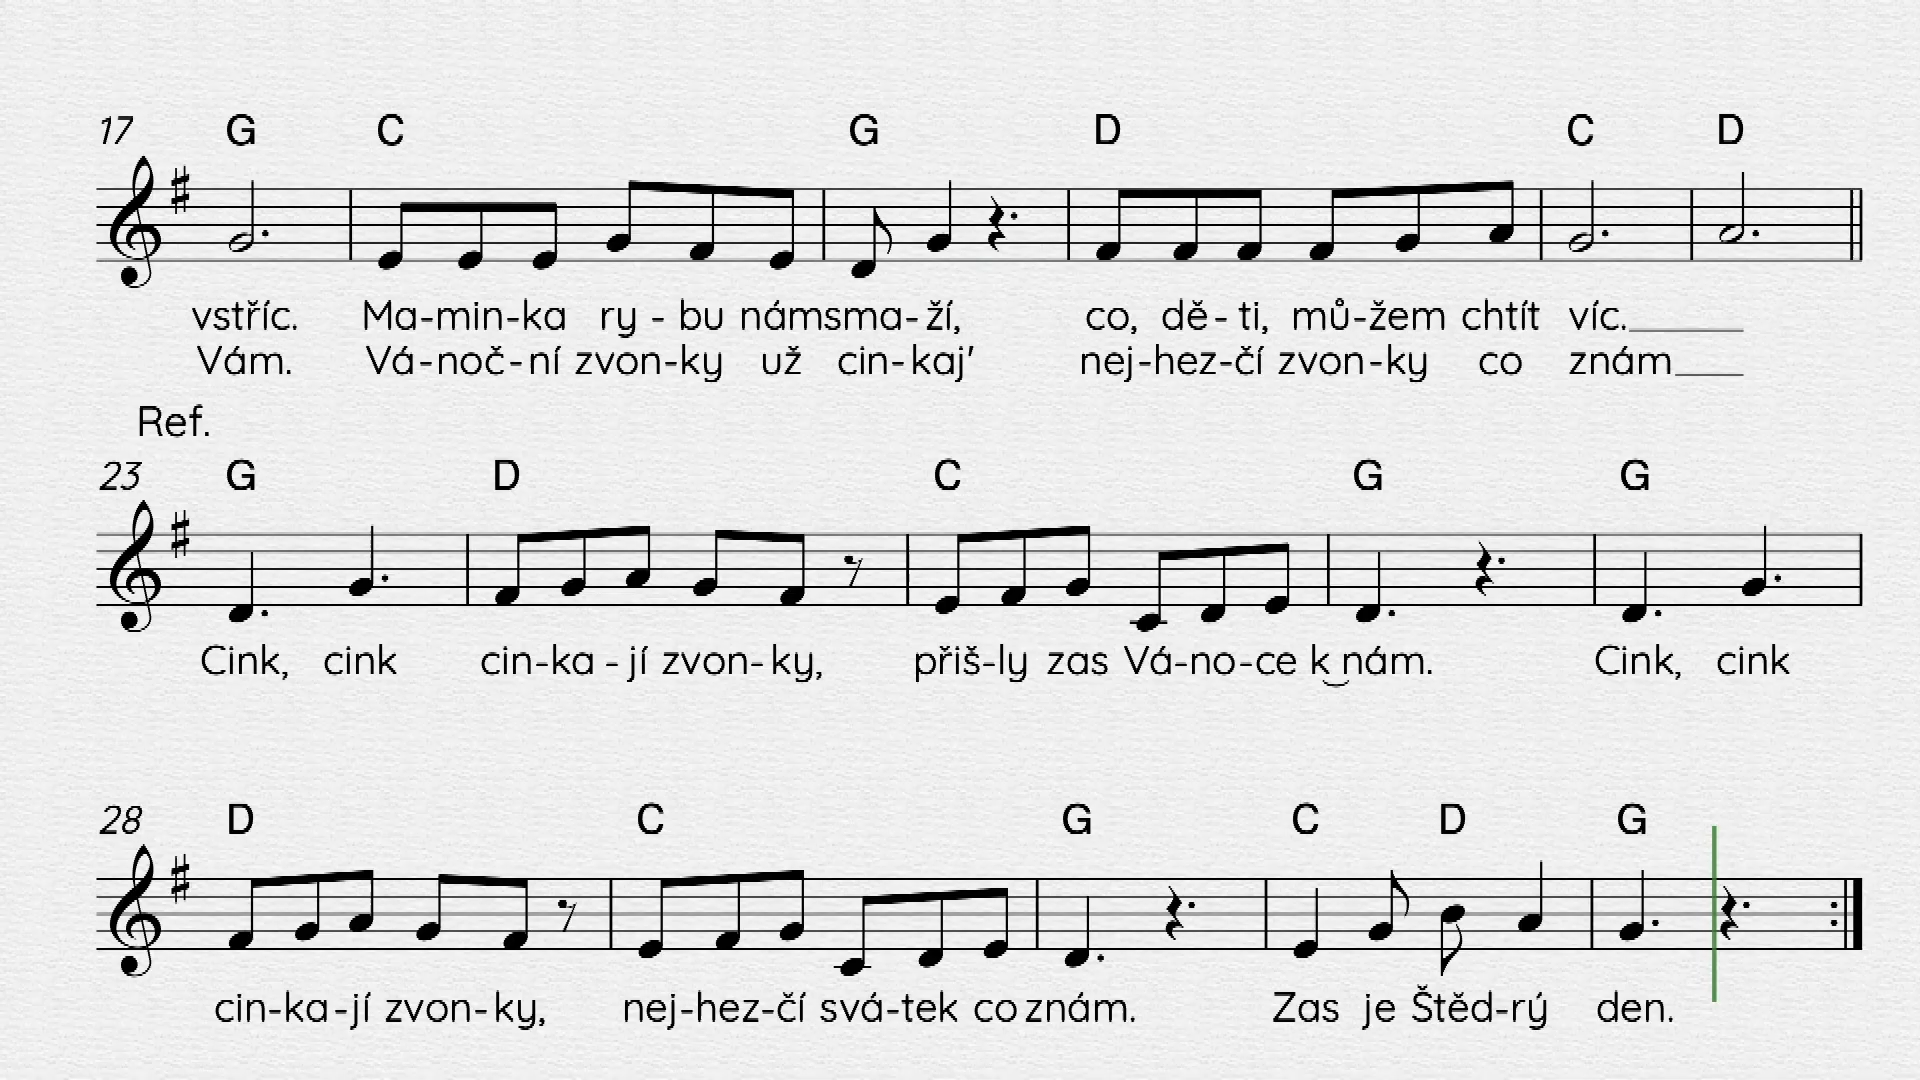 17 G C G D C D
vstříc. Ma-min-ka ry - bu námsma-ží, co, dě-ti, mů-žem chtít víc.
Vám. Vá-noč-ní zvon-ky už cin-kaj' nej-hez-čí zvon-ky co znám
Ref.
23 G D C G G
Cink, cink cin-ka-jí zvon-ky, přiš-ly zas Vá-no-ce k nám. Cink, cink
28 D C G C D G
cin-ka-jí zvon-ky, nej-hez-čí svá-tek co znám. Zas je Štěd-rý den.